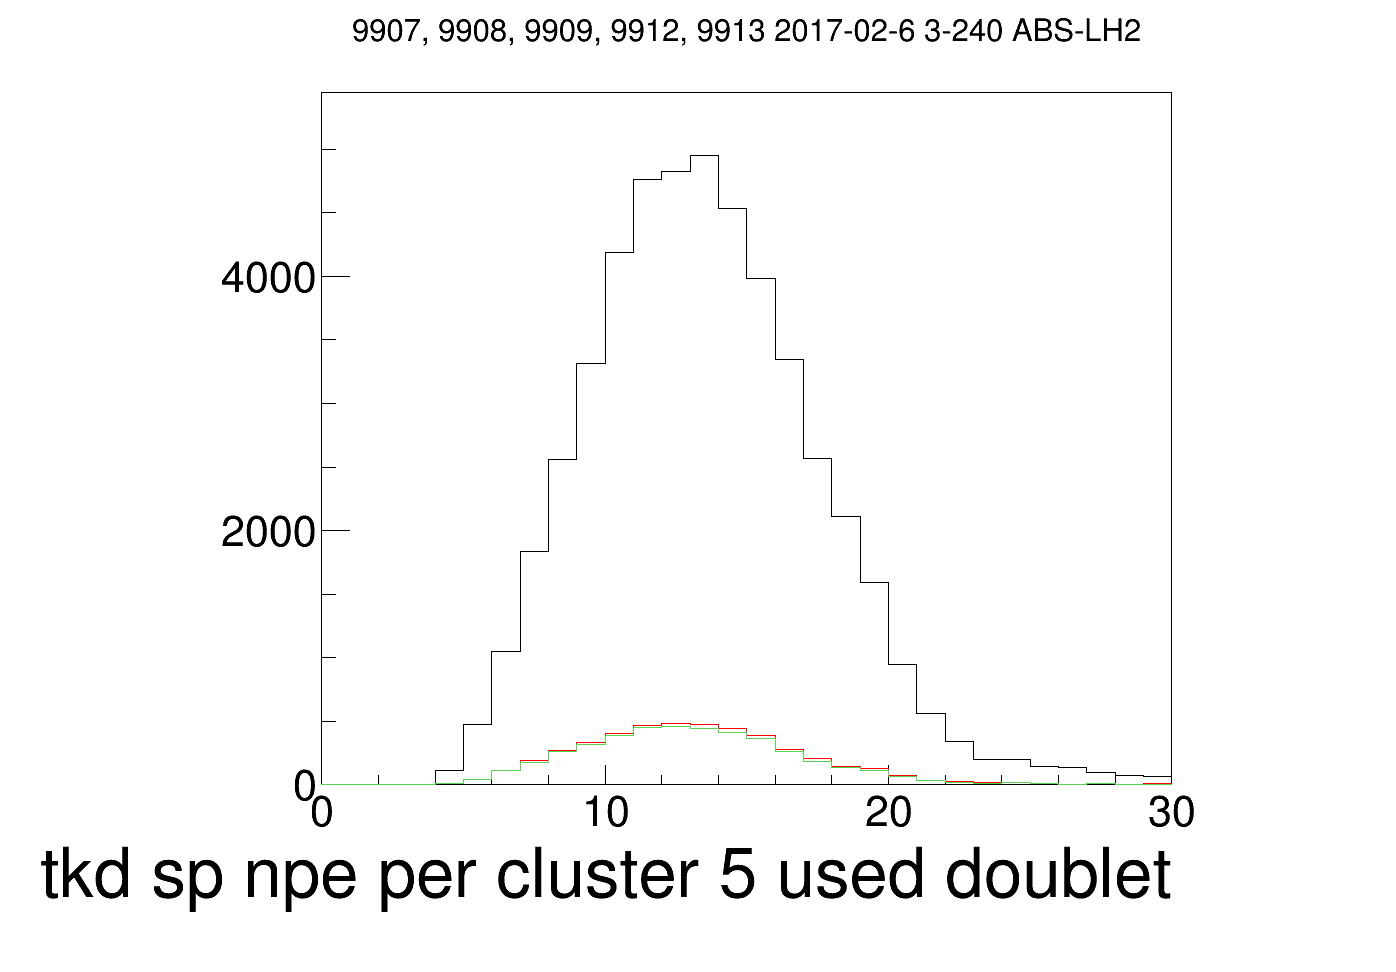 9907, 9908, 9909, 9912, 9913 2017-02-6 3-240 ABS-LH2
4000
2000
0
0 10 20 30
tkd sp npe per cluster 5 used doublet